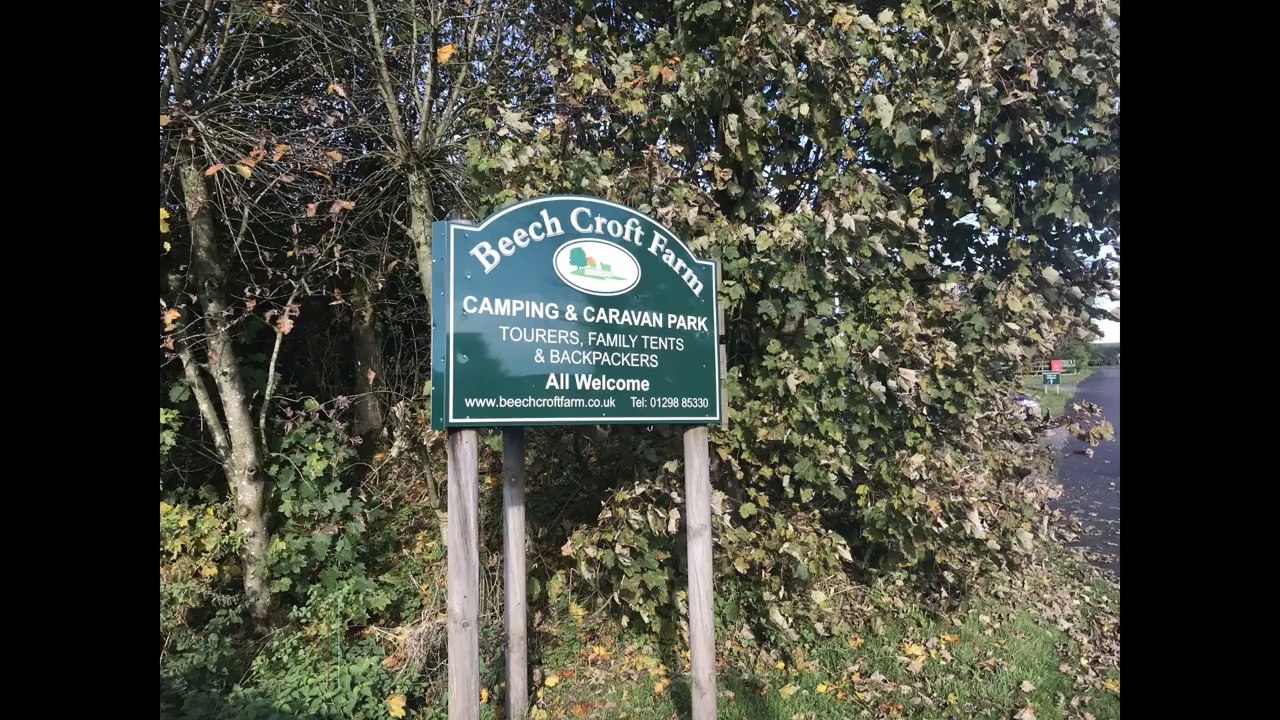 Beech Croft Farm
CAMPING & CARAVAN PARK
TOURERS, FAMILY TENTS
& BACKPACKERS
All Welcome
www.beechcroftfarm.co.uk Tel: 01298 85330